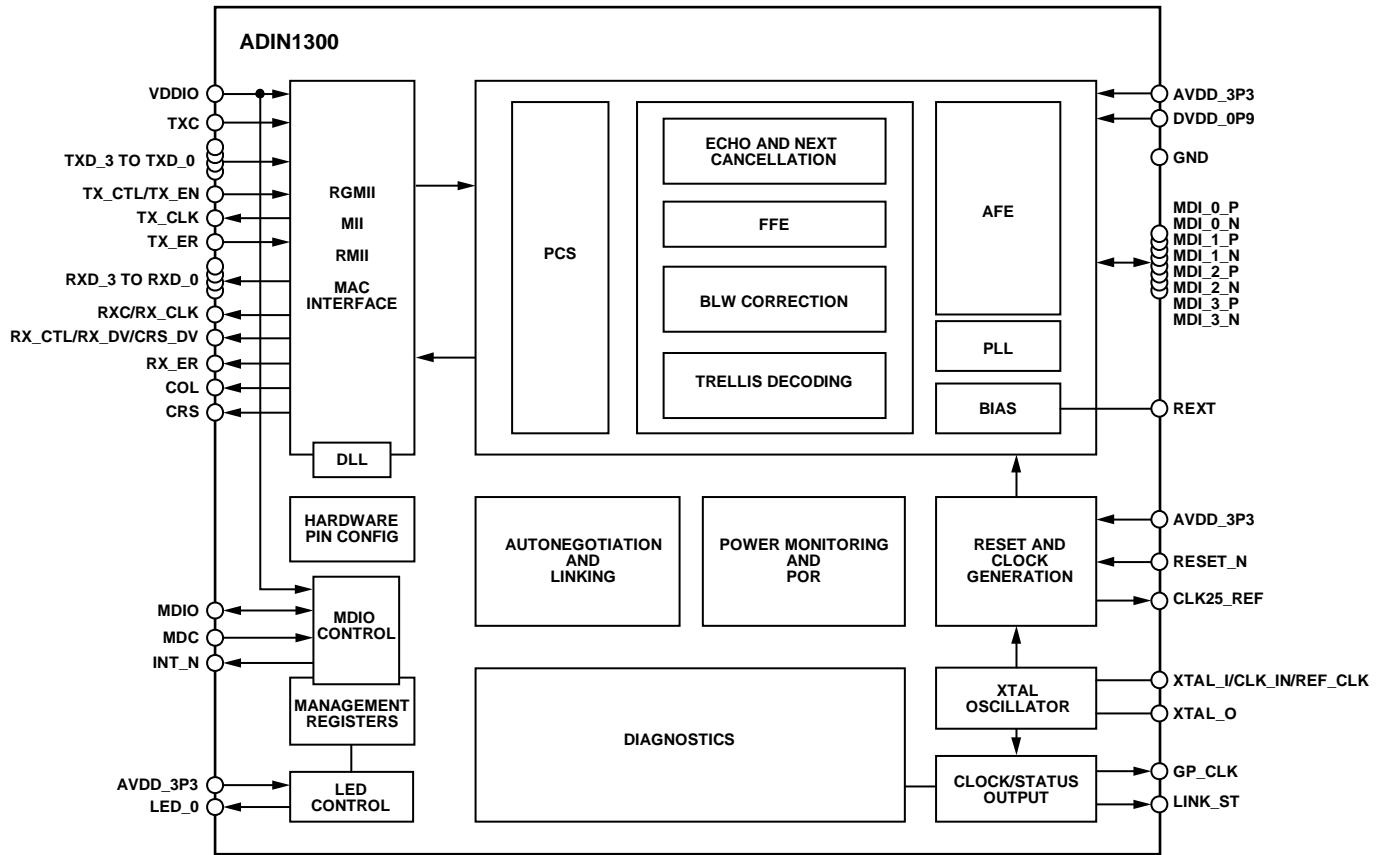 ADIN1300
VDDIO
TXC
TXD_3 TO TXD_0
TX_CTL/TX_EN
TX_CLK
TX_ER
RXD_3 TO RXD_0
RXC/RX_CLK
RX_CTL/RX_DV/CRS_DV
RX_ER
COL
CRS
MDIO
MDC
INT_N
AVDD_3P3
LED_0
RGMII
MII
RMII
MAC
INTERFACE
DLL
HARDWARE
PIN CONFIG
MDIO
CONTROL
MANAGEMENT
REGISTERS
LED
CONTROL
PCS
ECHO AND NEXT
CANCELLATION
FFE
BLW CORRECTION
TRELLIS DECODING
AFE
PLL
BIAS
AUTONEGOTIATION
AND
LINKING
POWER MONITORING
AND
POR
RESET AND
CLOCK
GENERATION
DIAGNOSTICS
XTAL
OSCILLATOR
CLOCK/STATUS
OUTPUT
AVDD_3P3
DVDD_0P9
GND
MDI_0_P
MDI_0_N
MDI_1_P
MDI_1_N
MDI_2_P
MDI_2_N
MDI_3_P
MDI_3_N
REXT
AVDD_3P3
RESET_N
CLK25_REF
XTAL_I/CLK_IN/REF_CLK
XTAL_O
GP_CLK
LINK_ST